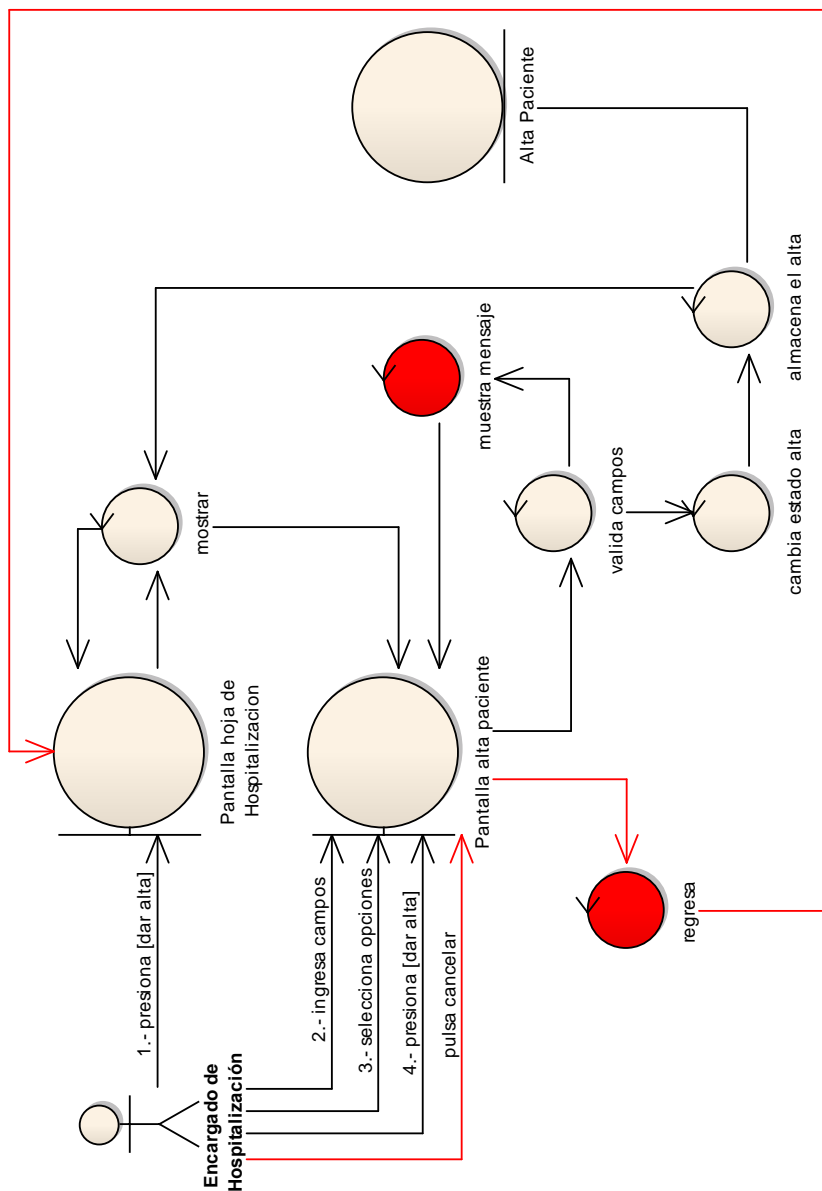 Encargado de
Hospitalización
1.- presiona [dar alta]
2.- ingresa campos
3.- selecciona opciones
4.- presiona [dar alta]
pulsa cancelar
Pantalla hoja de
Hospitalizacion
Pantalla alta paciente
mostrar
muestra mensaje
valida campos
cambia estado alta
almacena el alta
Alta Paciente
regresa